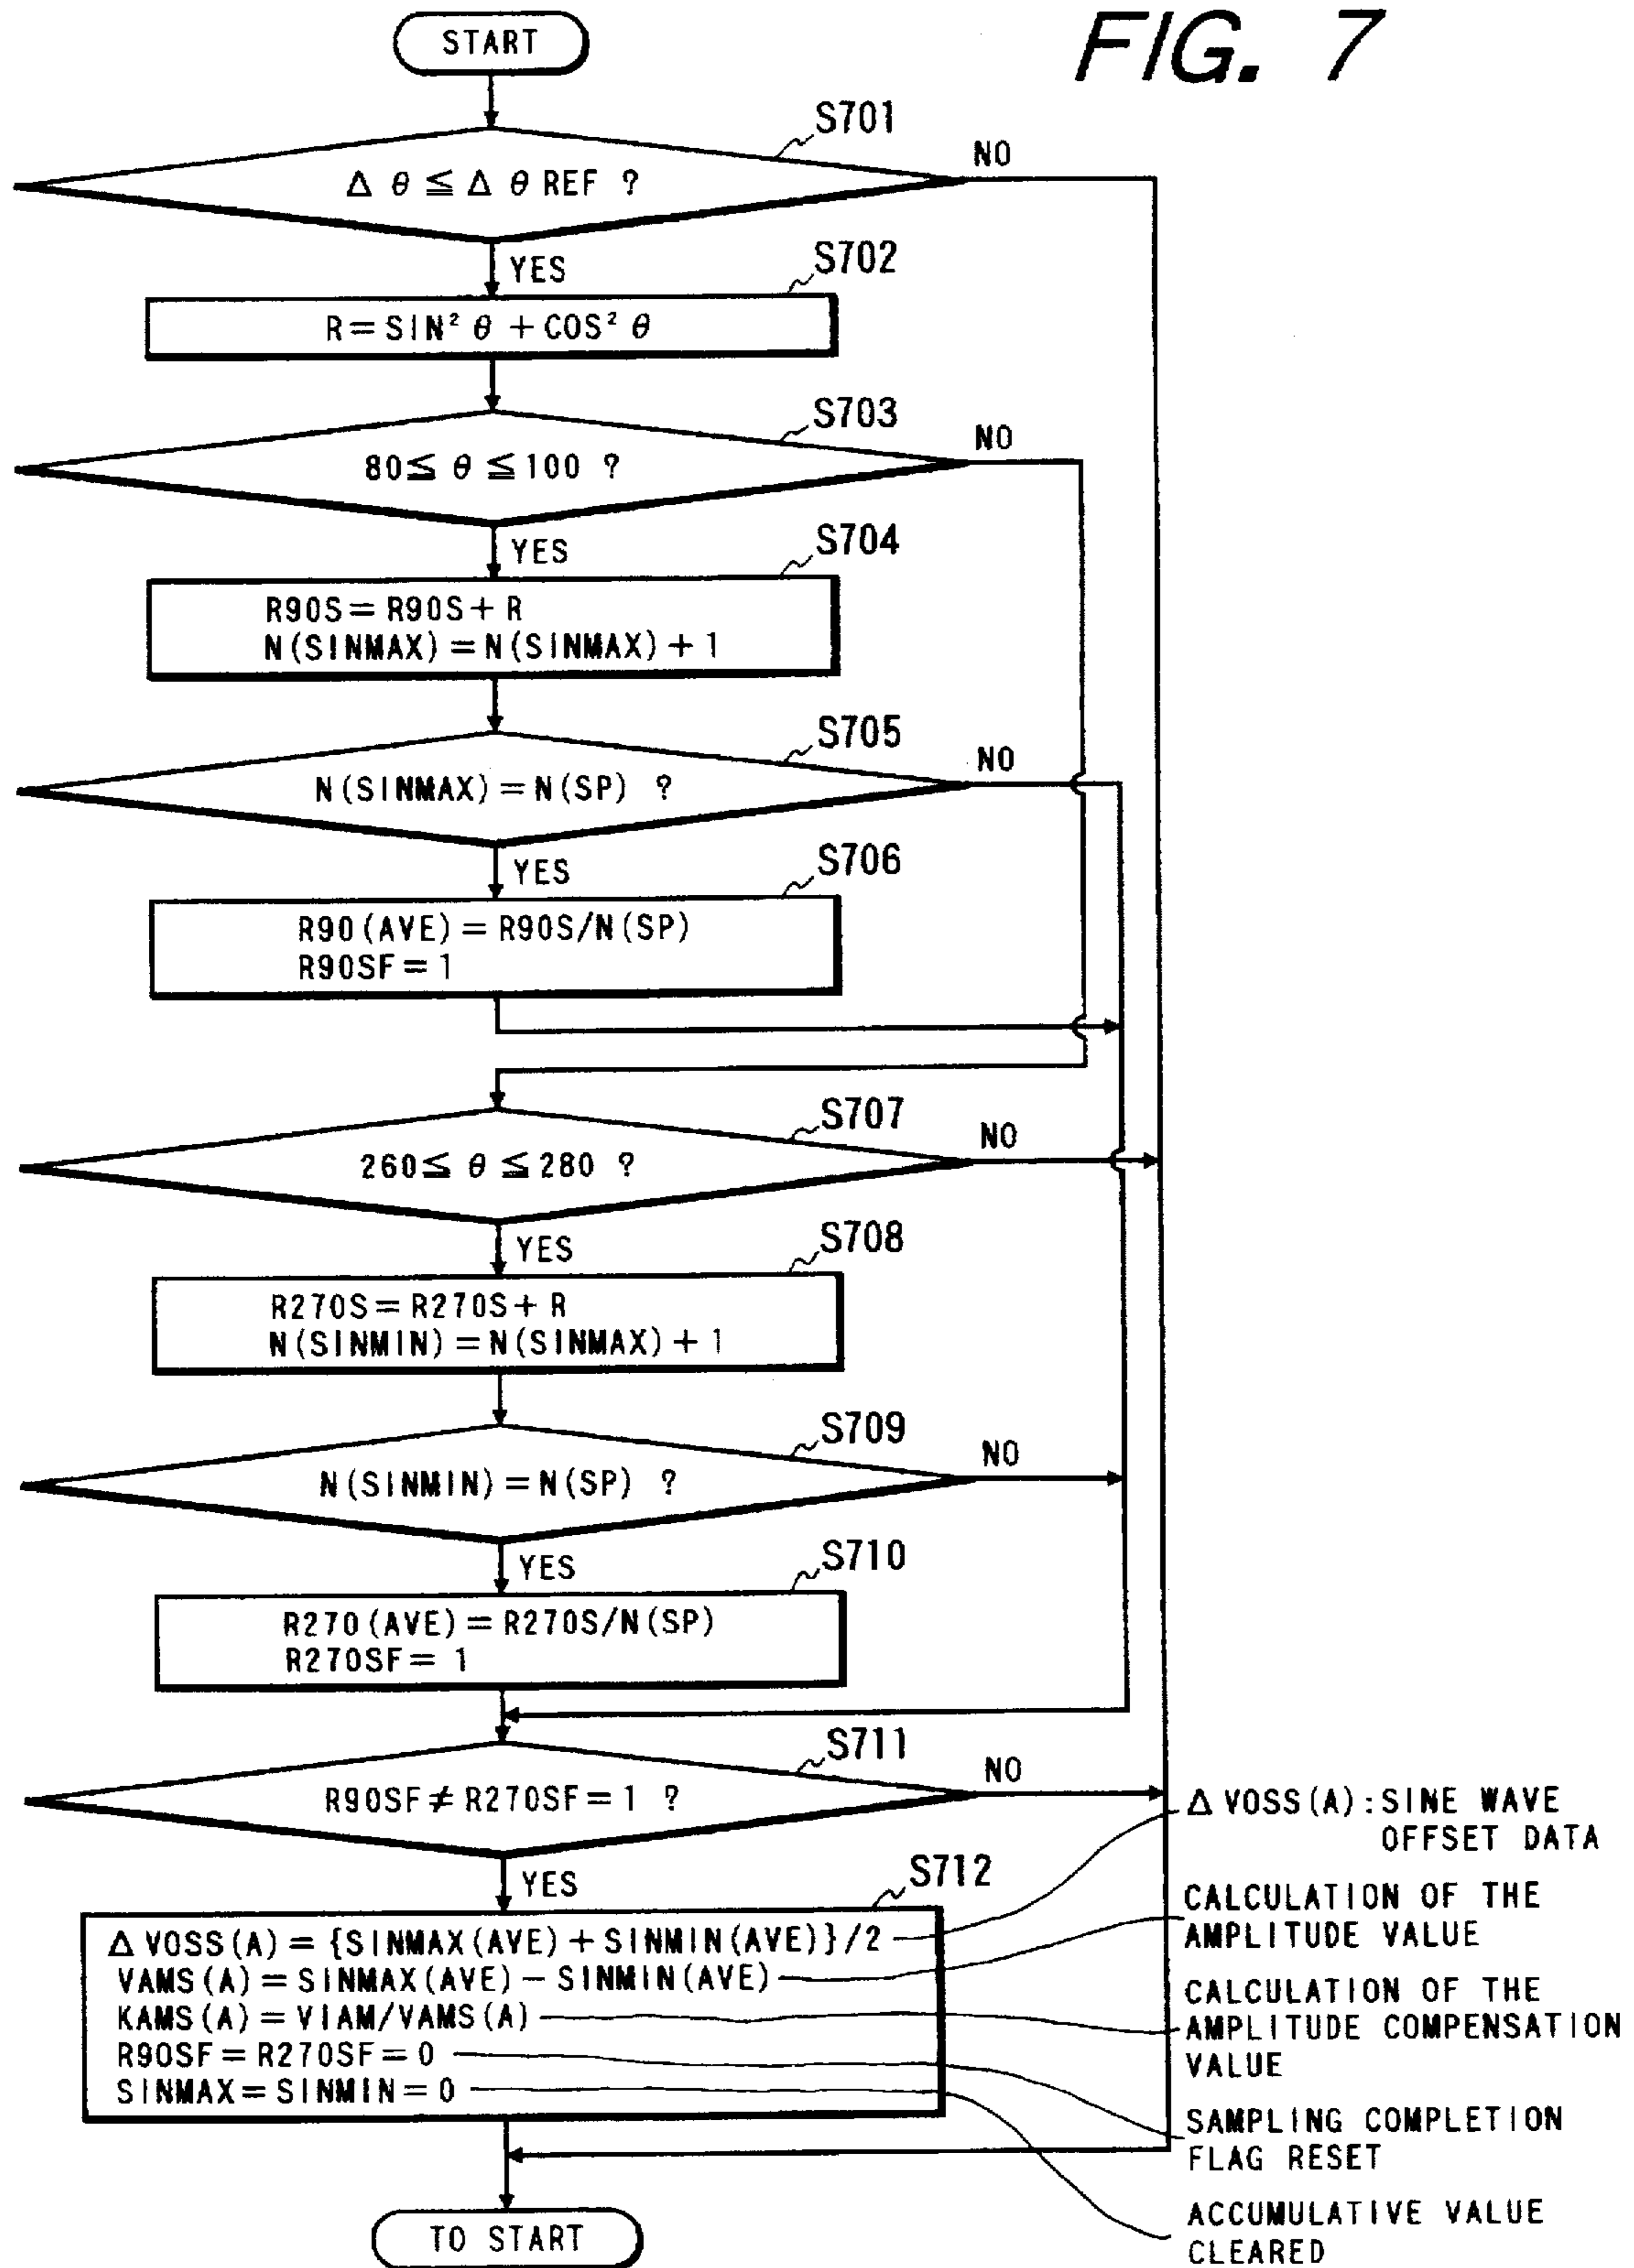 FIG. 7
START
S701
Δ θ ≦ Δ θ REF ?
NO
YES
S702
R = SIN² θ + COS² θ
S703
80 ≦ θ ≦ 100 ?
NO
YES
S704
R90S = R90S + R
N(SINMAX) = N(SINMAX) + 1
S705
N(SINMAX) = N(SP) ?
NO
YES
S706
R90(AVE) = R90S/N(SP)
R90SF = 1
S707
260 ≦ θ ≦ 280 ?
NO
YES
S708
R270S = R270S + R
N(SINMIN) = N(SINMAX) + 1
S709
N(SINMIN) = N(SP) ?
NO
YES
S710
R270(AVE) = R270S/N(SP)
R270SF = 1
S711
R90SF ≠ R270SF = 1 ?
NO
YES
S712
Δ VOSS(A) = {SINMAX(AVE) + SINMIN(AVE)}/2
VAMS(A) = SINMAX(AVE) − SINMIN(AVE)
KAMS(A) = VIAM/VAMS(A)
R90SF = R270SF = 0
SINMAX = SINMIN = 0
Δ VOSS(A) : SINE WAVE
OFFSET DATA
CALCULATION OF THE
AMPLITUDE VALUE
CALCULATION OF THE
AMPLITUDE COMPENSATION
VALUE
SAMPLING COMPLETION
FLAG RESET
ACCUMULATIVE VALUE
CLEARED
TO START